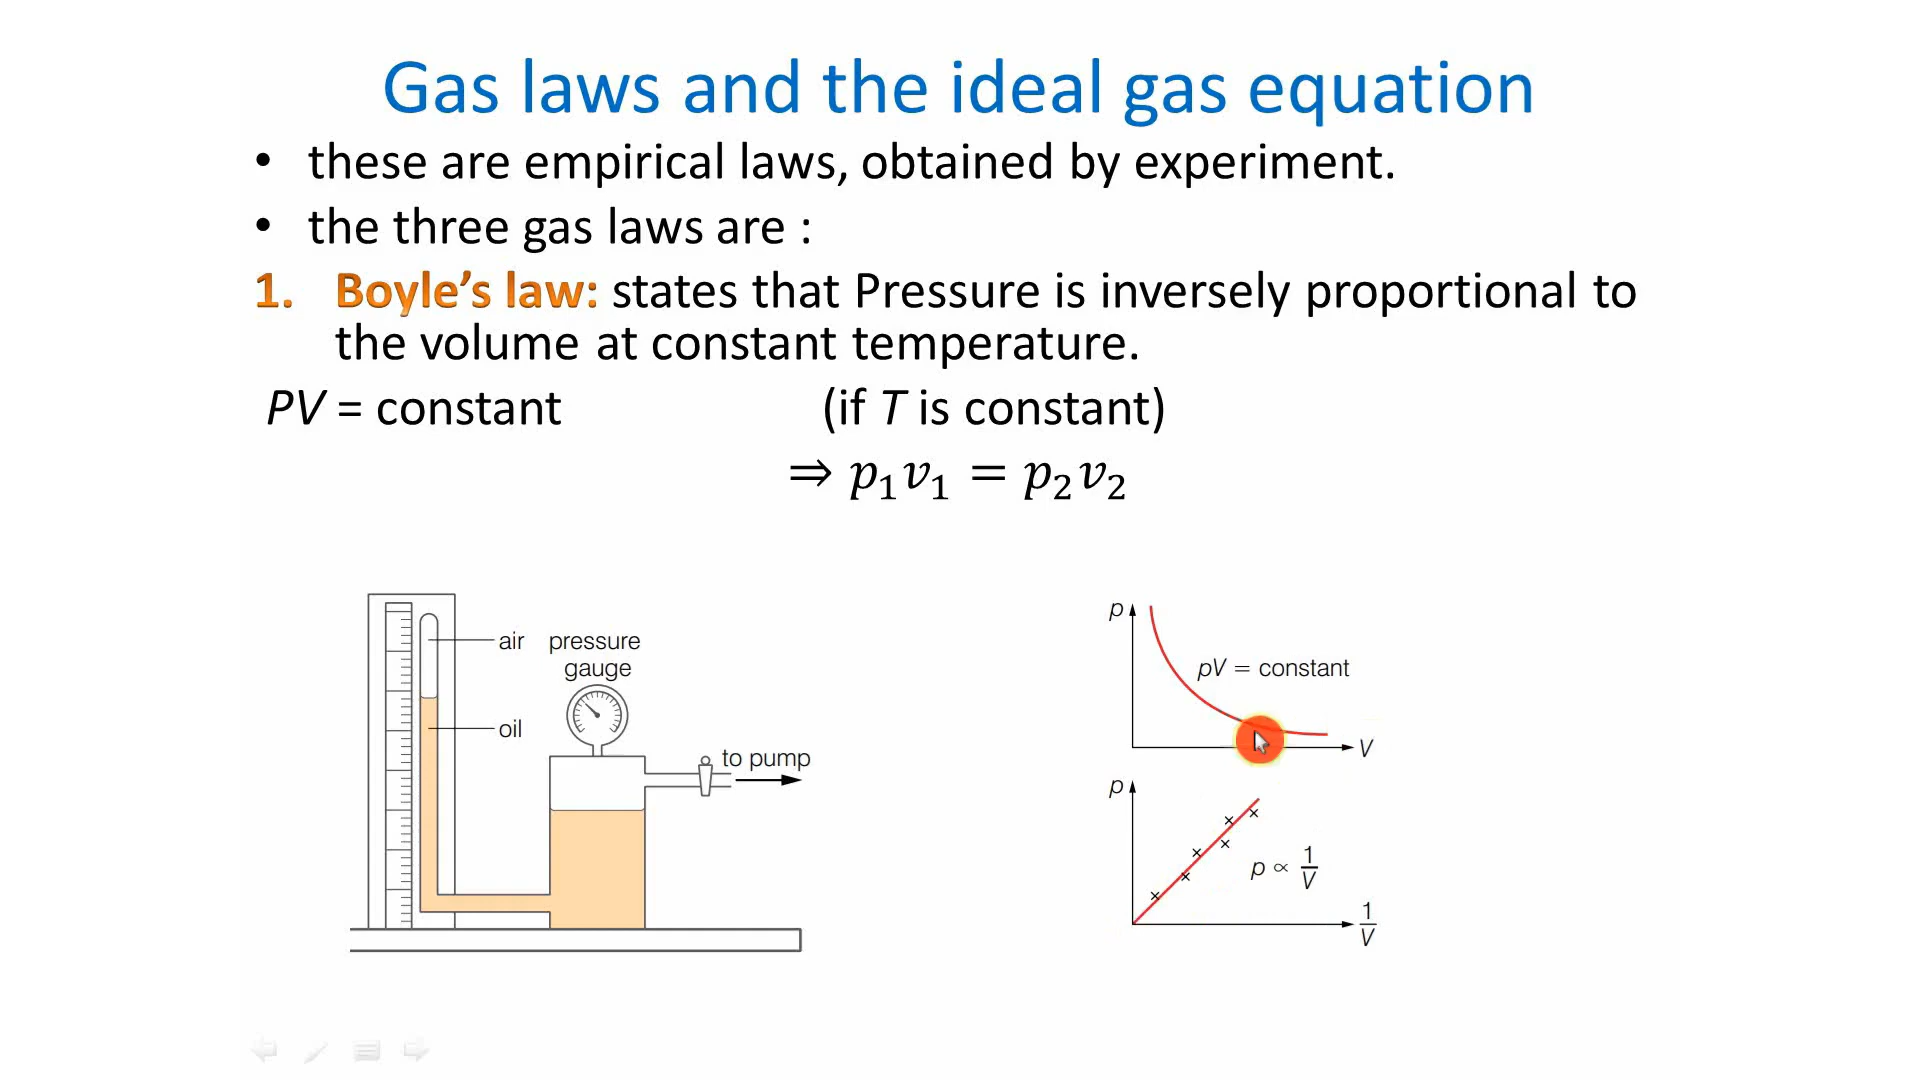 Gas laws and the ideal gas equation
• these are empirical laws, obtained by experiment.
• the three gas laws are :
1. Boyle’s law: states that Pressure is inversely proportional to
the volume at constant temperature.
PV = constant (if T is constant)
⇒ p₁v₁ = p₂v₂
air
pressure
gauge
oil
to pump
p
pV = constant
V
p
p ∝ 1/V
1/V